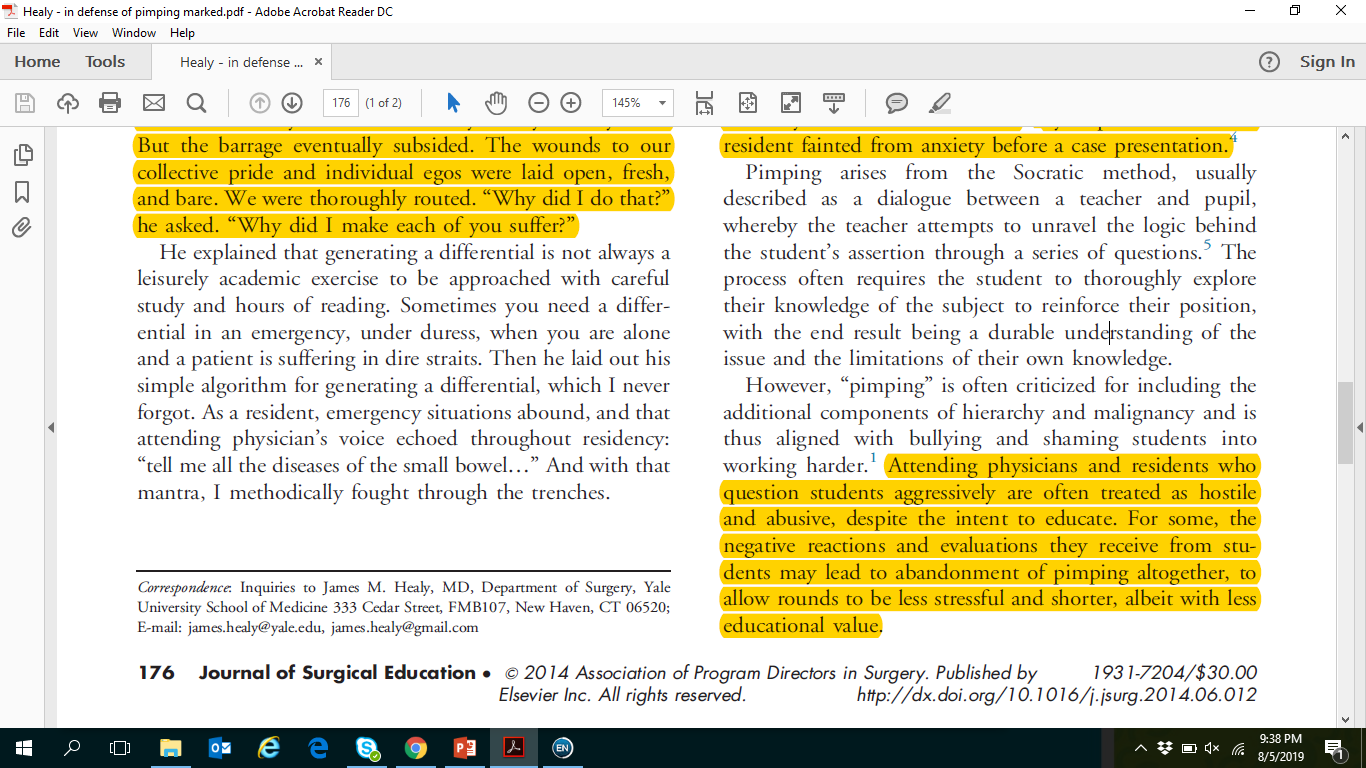 Healy - in defense of pimping marked.pdf - Adobe Acrobat Reader DC
File Edit View Window Help
Home Tools Healy - in defense ... × ? Sign In
176 (1 of 2) 145%
But the barrage eventually subsided. The wounds to our
collective pride and individual egos were laid open, fresh,
and bare. We were thoroughly routed. “Why did I do that?”
he asked. “Why did I make each of you suffer?”
He explained that generating a differential is not always a
leisurely academic exercise to be approached with careful
study and hours of reading. Sometimes you need a differ-
ential in an emergency, under duress, when you are alone
and a patient is suffering in dire straits. Then he laid out his
simple algorithm for generating a differential, which I never
forgot. As a resident, emergency situations abound, and that
attending physician’s voice echoed throughout residency:
“tell me all the diseases of the small bowel…” And with that
mantra, I methodically fought through the trenches.
Correspondence: Inquiries to James M. Healy, MD, Department of Surgery, Yale
University School of Medicine 333 Cedar Street, FMB107, New Haven, CT 06520;
E-mail: james.healy@yale.edu, james.healy@gmail.com
resident fainted from anxiety before a case presentation.4
Pimping arises from the Socratic method, usually
described as a dialogue between a teacher and pupil,
whereby the teacher attempts to unravel the logic behind
the student’s assertion through a series of questions.5 The
process often requires the student to thoroughly explore
their knowledge of the subject to reinforce their position,
with the end result being a durable understanding of the
issue and the limitations of their own knowledge.
However, “pimping” is often criticized for including the
additional components of hierarchy and malignancy and is
thus aligned with bullying and shaming students into
working harder.1 Attending physicians and residents who
question students aggressively are often treated as hostile
and abusive, despite the intent to educate. For some, the
negative reactions and evaluations they receive from stu-
dents may lead to abandonment of pimping altogether, to
allow rounds to be less stressful and shorter, albeit with less
educational value.
176 Journal of Surgical Education • © 2014 Association of Program Directors in Surgery. Published by 1931-7204/$30.00
Elsevier Inc. All rights reserved. http://dx.doi.org/10.1016/j.jsurg.2014.06.012
EN
9:38 PM
8/5/2019
1